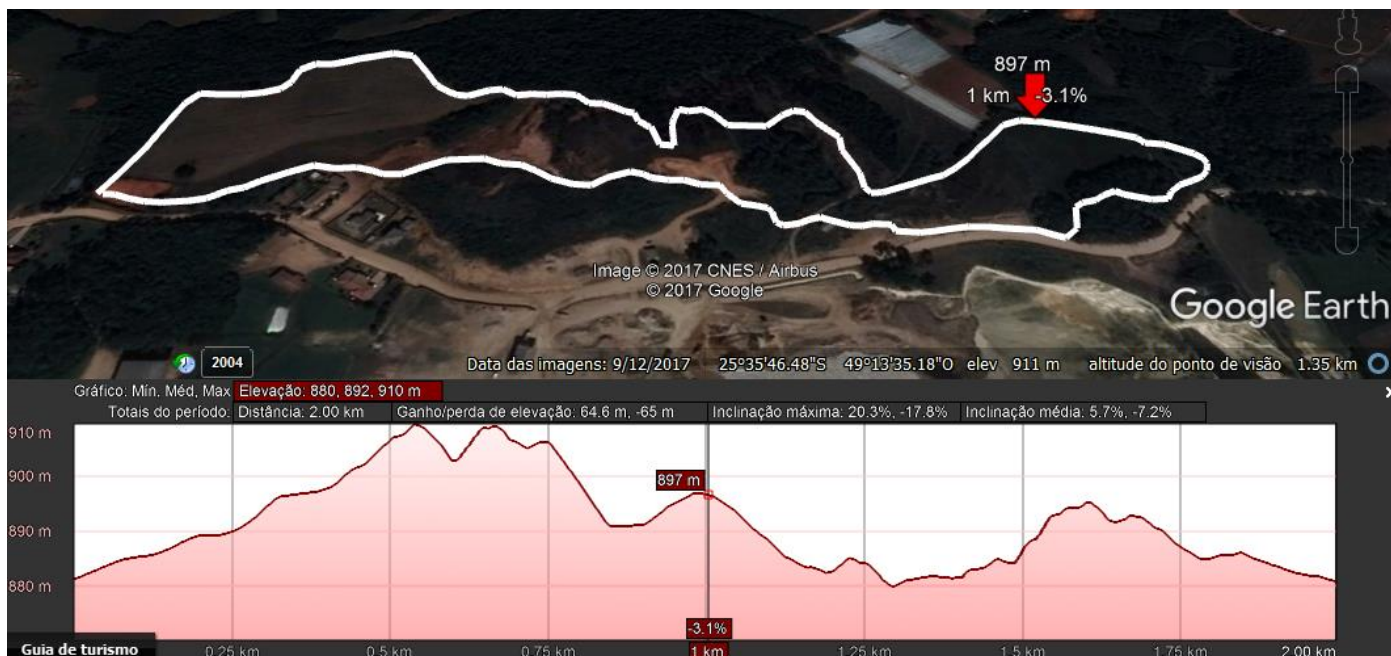 897 m
1 km -3.1%
Image © 2017 CNES / Airbus
© 2017 Google
Google Earth
2004
Data das imagens: 9/12/2017 25°35'46.48"S 49°13'35.18"O elev 911 m altitude do ponto de visão 1.35 km
Gráfico: Mín, Méd, Max Elevação: 880, 892, 910 m
Totais do período: Distância: 2.00 km Ganho/perda de elevação: 64.6 m, -65 m Inclinação máxima: 20.3%, -17.8% Inclinação média: 5.7%, -7.2%
910 m
900 m
897 m
890 m
880 m
-3.1%
Guia de turismo 0.25 km 0.5 km 0.75 km 1 km 1.25 km 1.5 km 1.75 km 2.00 km